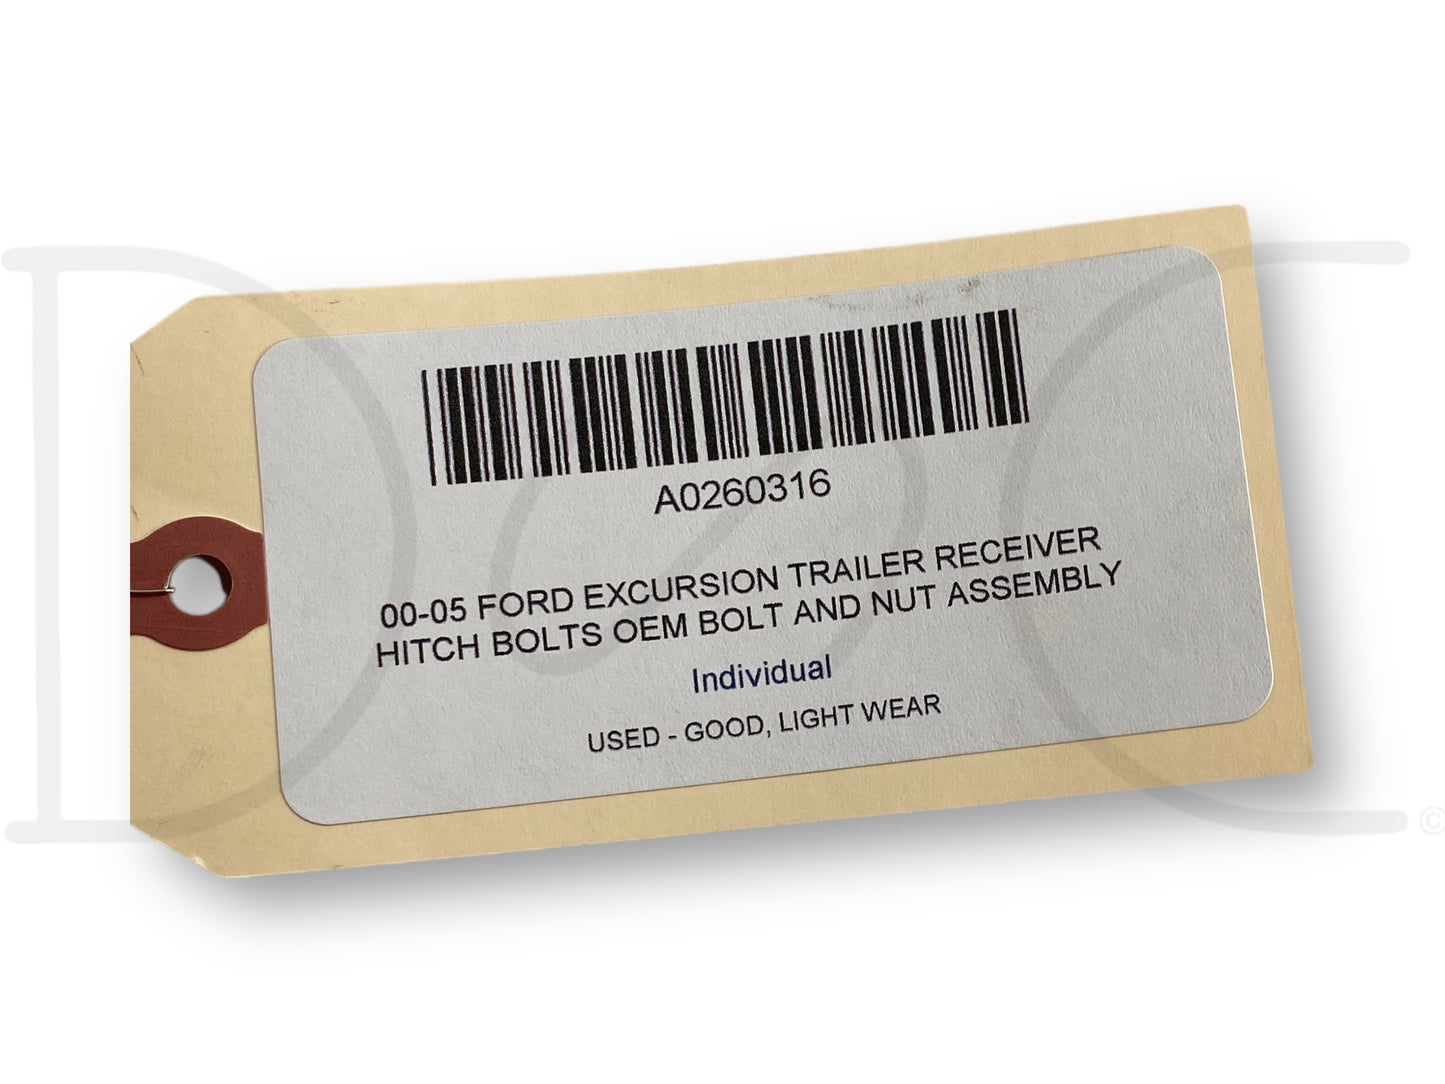 A0260316
00-05 FORD EXCURSION TRAILER RECEIVER
HITCH BOLTS OEM BOLT AND NUT ASSEMBLY
Individual
USED - GOOD, LIGHT WEAR
D C ©